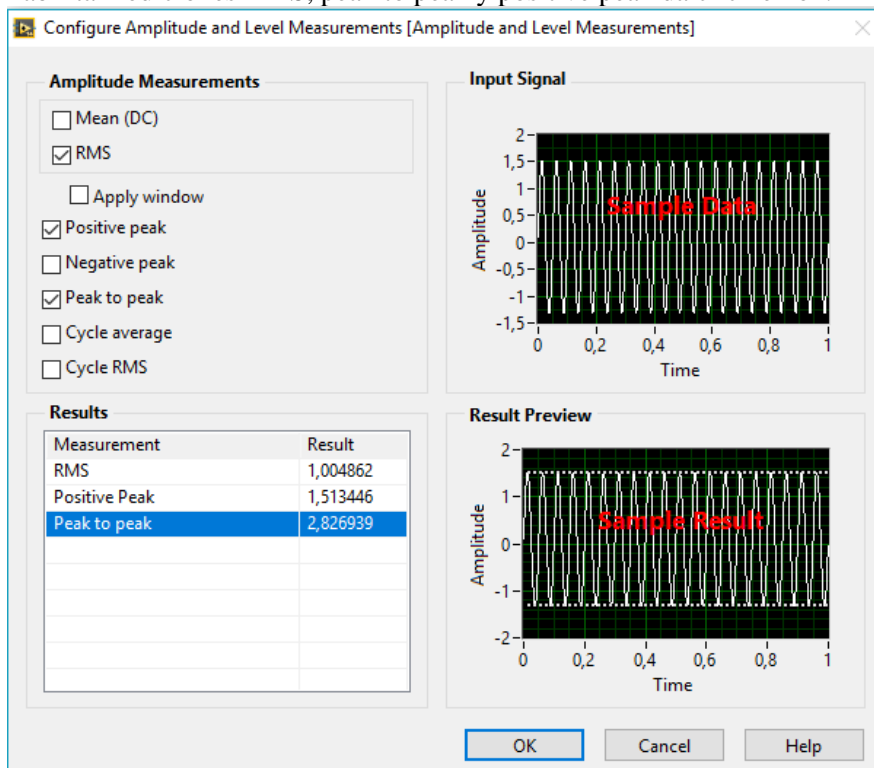 Configure Amplitude and Level Measurements [Amplitude and Level Measurements]
Amplitude Measurements
Mean (DC)
RMS
Apply window
Positive peak
Negative peak
Peak to peak
Cycle average
Cycle RMS
Input Signal
Sample Data
Amplitude
2
1,5
1
0,5
0
-0,5
-1
-1,5
0 0,2 0,4 0,6 0,8 1
Time
Results
Measurement Result
RMS 1,004862
Positive Peak 1,513446
Peak to peak 2,826939
Result Preview
Sample Result
Amplitude
2
1
0
-1
-2
0 0,2 0,4 0,6 0,8 1
Time
OK Cancel Help